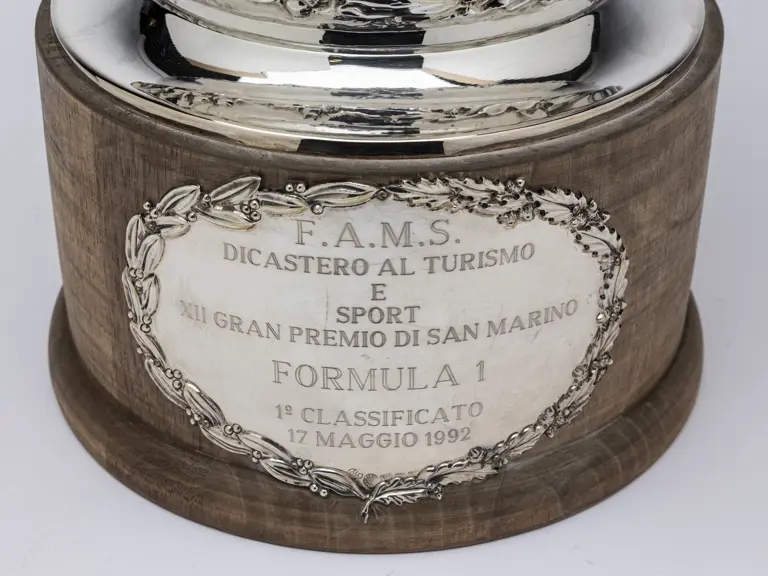 F.A.M.S.
DICASTERO AL TURISMO
E
SPORT
XII GRAN PREMIO DI SAN MARINO
FORMULA 1
1º CLASSIFICATO
17 MAGGIO 1992